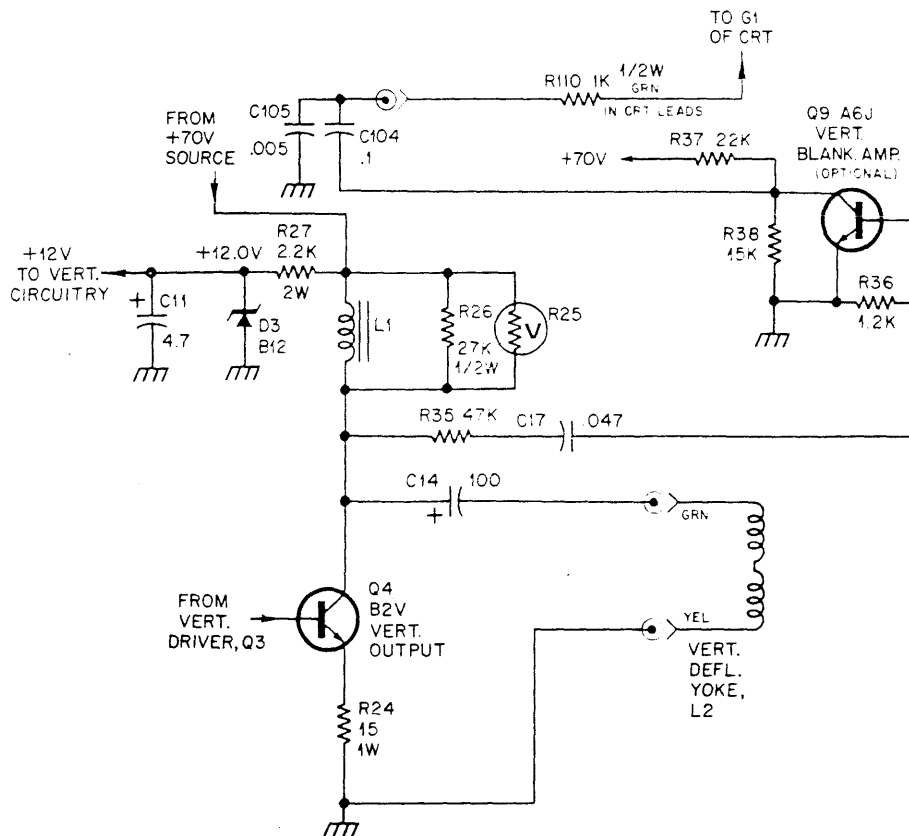 TO G1
OF CRT
FROM
+70V
SOURCE
C105
.005
C104
.1
R110 1K
1/2W
GRN
IN CRT LEADS
R37 22K
+70V
Q9 A6J
VERT.
BLANK. AMP.
(OPTIONAL)
R38
15K
R36
1.2K
+12V
TO VERT.
CIRCUITRY
+12.0V
R27
2.2K
2W
+
C11
4.7
D3
B12
L1
R26
27K
1/2W
V
R25
R35 47K
C17
.047
C14
100
+
GRN
YEL
VERT.
DEFL.
YOKE,
L2
FROM
VERT.
DRIVER, Q3
Q4
B2V
VERT.
OUTPUT
R24
15
1W